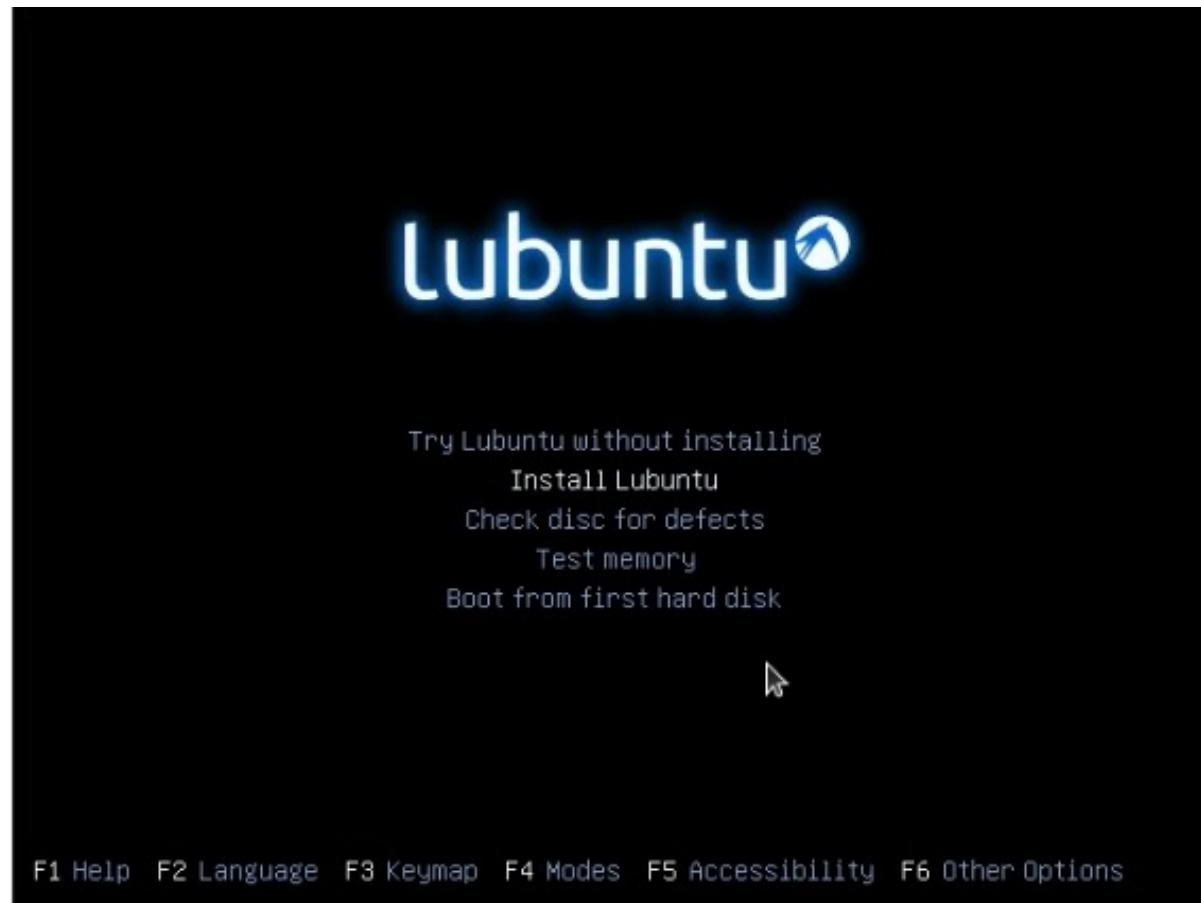 lubuntu
Try Lubuntu without installing
Install Lubuntu
Check disc for defects
Test memory
Boot from first hard disk
F1 Help F2 Language F3 Keymap F4 Modes F5 Accessibility F6 Other Options